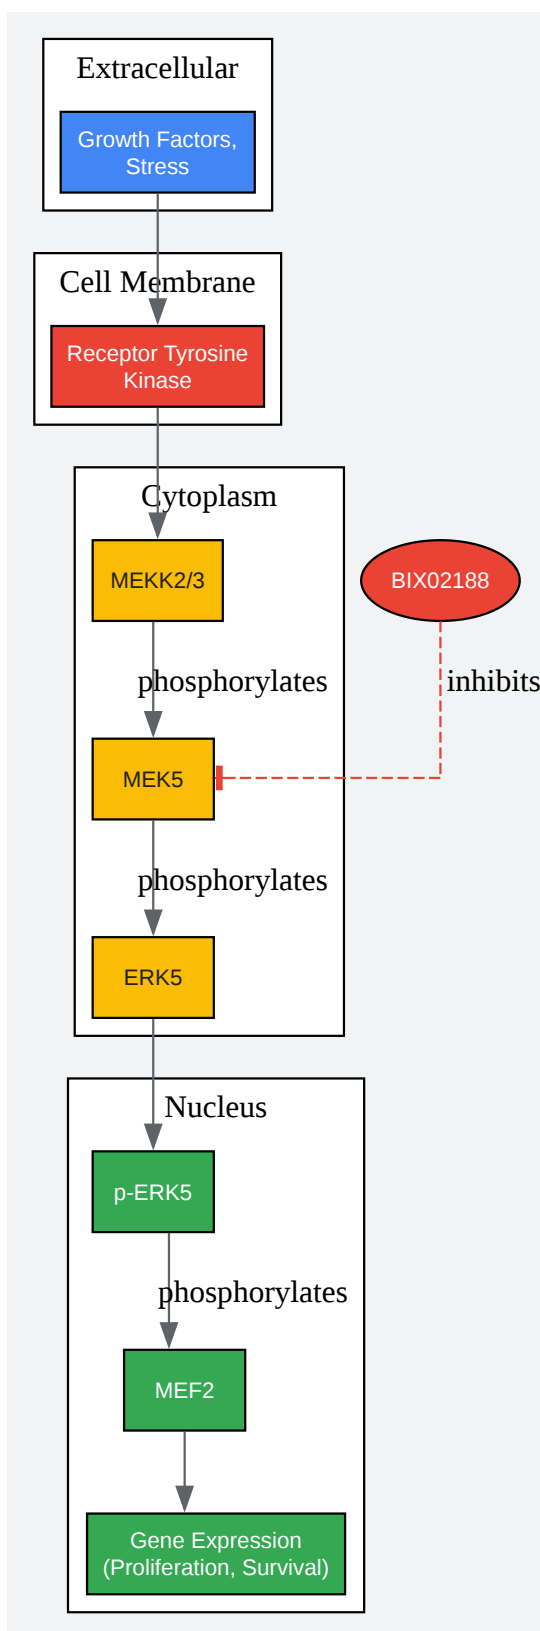 Extracellular
Growth Factors,
Stress
Cell Membrane
Receptor Tyrosine
Kinase
Cytoplasm
MEKK2/3
BIX02188
phosphorylates
inhibits
MEK5
phosphorylates
ERK5
Nucleus
p-ERK5
phosphorylates
MEF2
Gene Expression
(Proliferation, Survival)